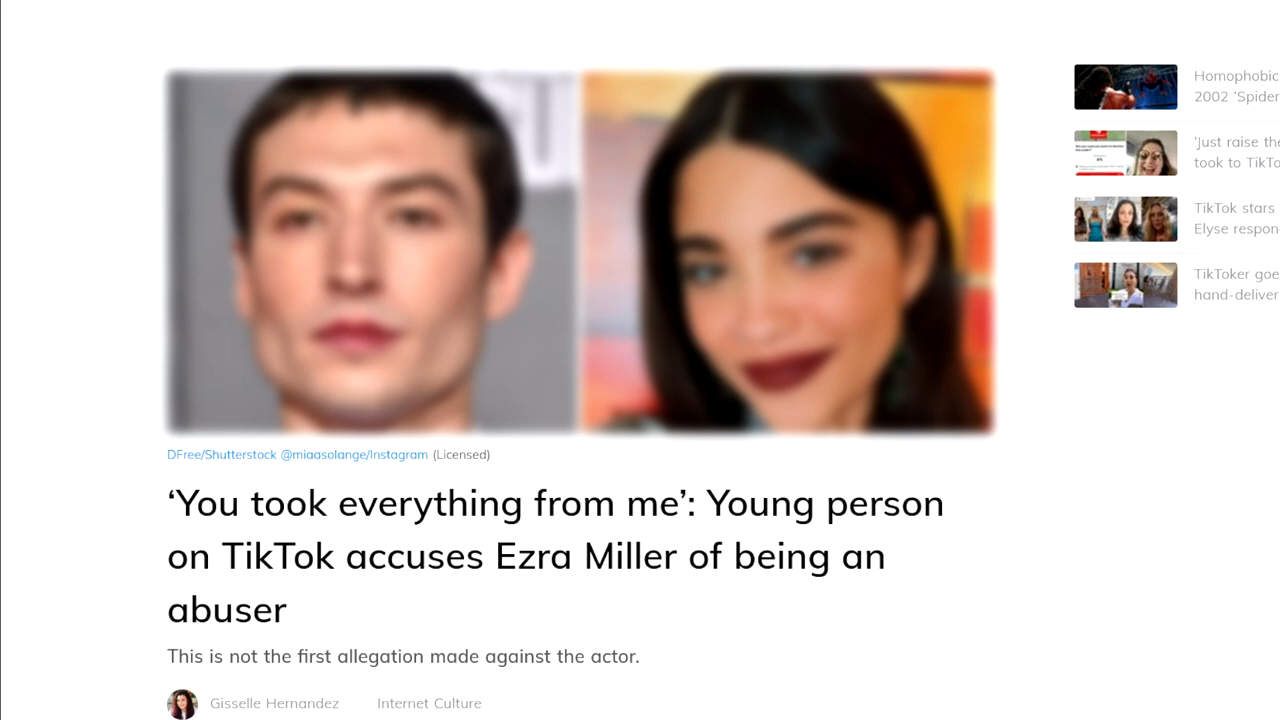 DFree/Shutterstock @miaasolange/Instagram (Licensed)
‘You took everything from me’: Young person
on TikTok accuses Ezra Miller of being an
abuser
This is not the first allegation made against the actor.
Gisselle Hernandez Internet Culture
Homophobic
2002 'Spider
'Just raise the
took to TikTo
TikTok stars
Elyse respon
TikToker goe
hand-deliver